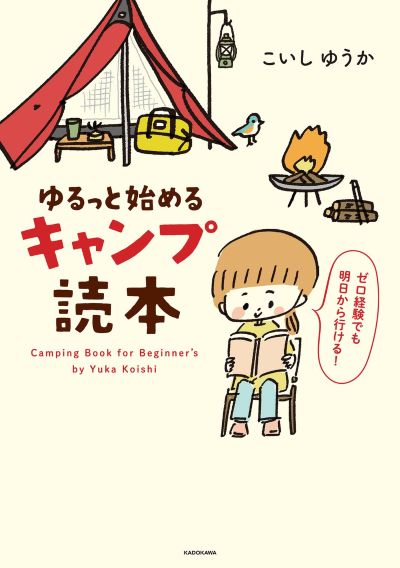 こいし ゆうか
ゆるっと始める
キャンプ
読本
Camping Book for Beginner's
by Yuka Koishi
ゼロ経験でも
明日から行ける!
KADOKAWA